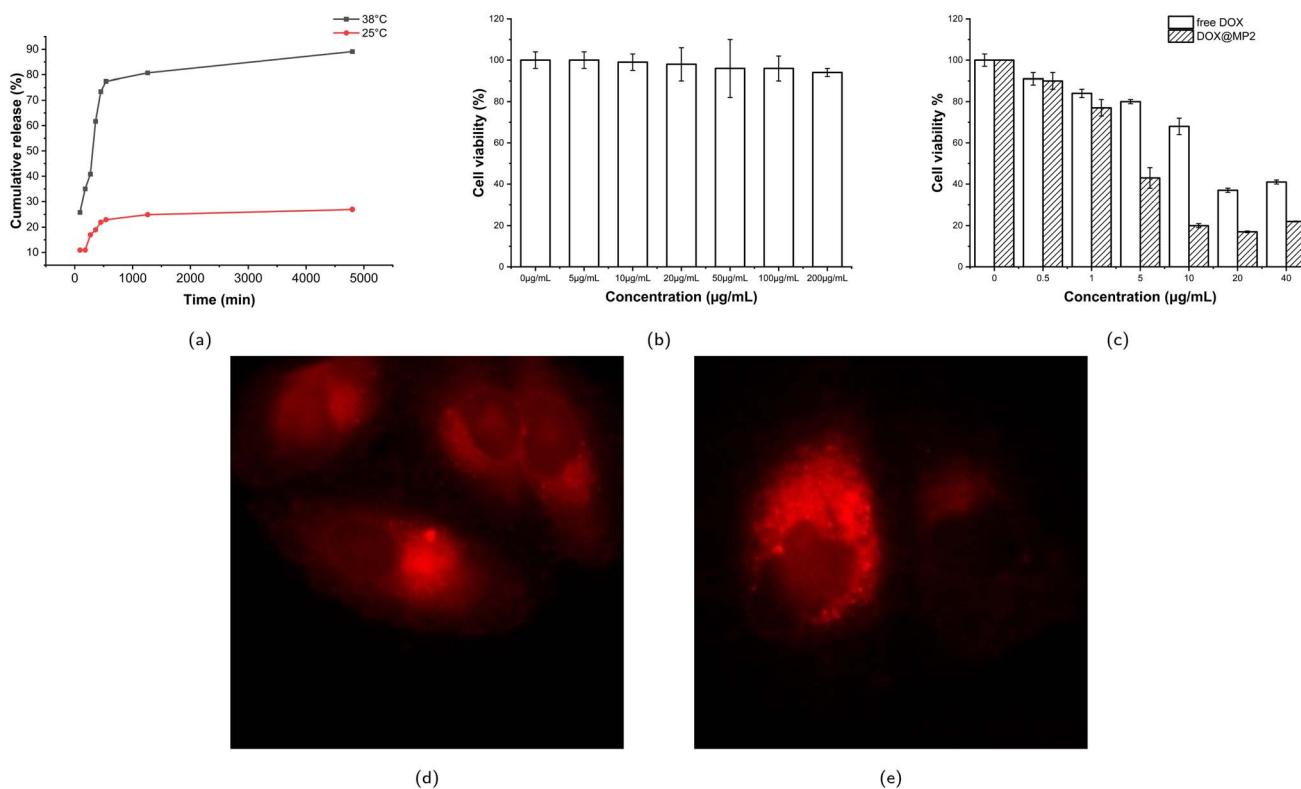 38°C
25°C
90
80
70
60
50
40
30
20
10
Cumulative release (%)
0 1000 2000 3000 4000 5000
Time (min)
(a)
120
100
80
60
40
20
0
Cell viability (%)
0µg/mL 5µg/mL 10µg/mL 20µg/mL 50µg/mL 100µg/mL 200µg/mL
Concentration (µg/mL)
(b)
free DOX
DOX@MP2
120
100
80
60
40
20
0
Cell viability %
0 0.5 1 5 10 20 40
Concentration (µg/mL)
(c)
(d)
(e)